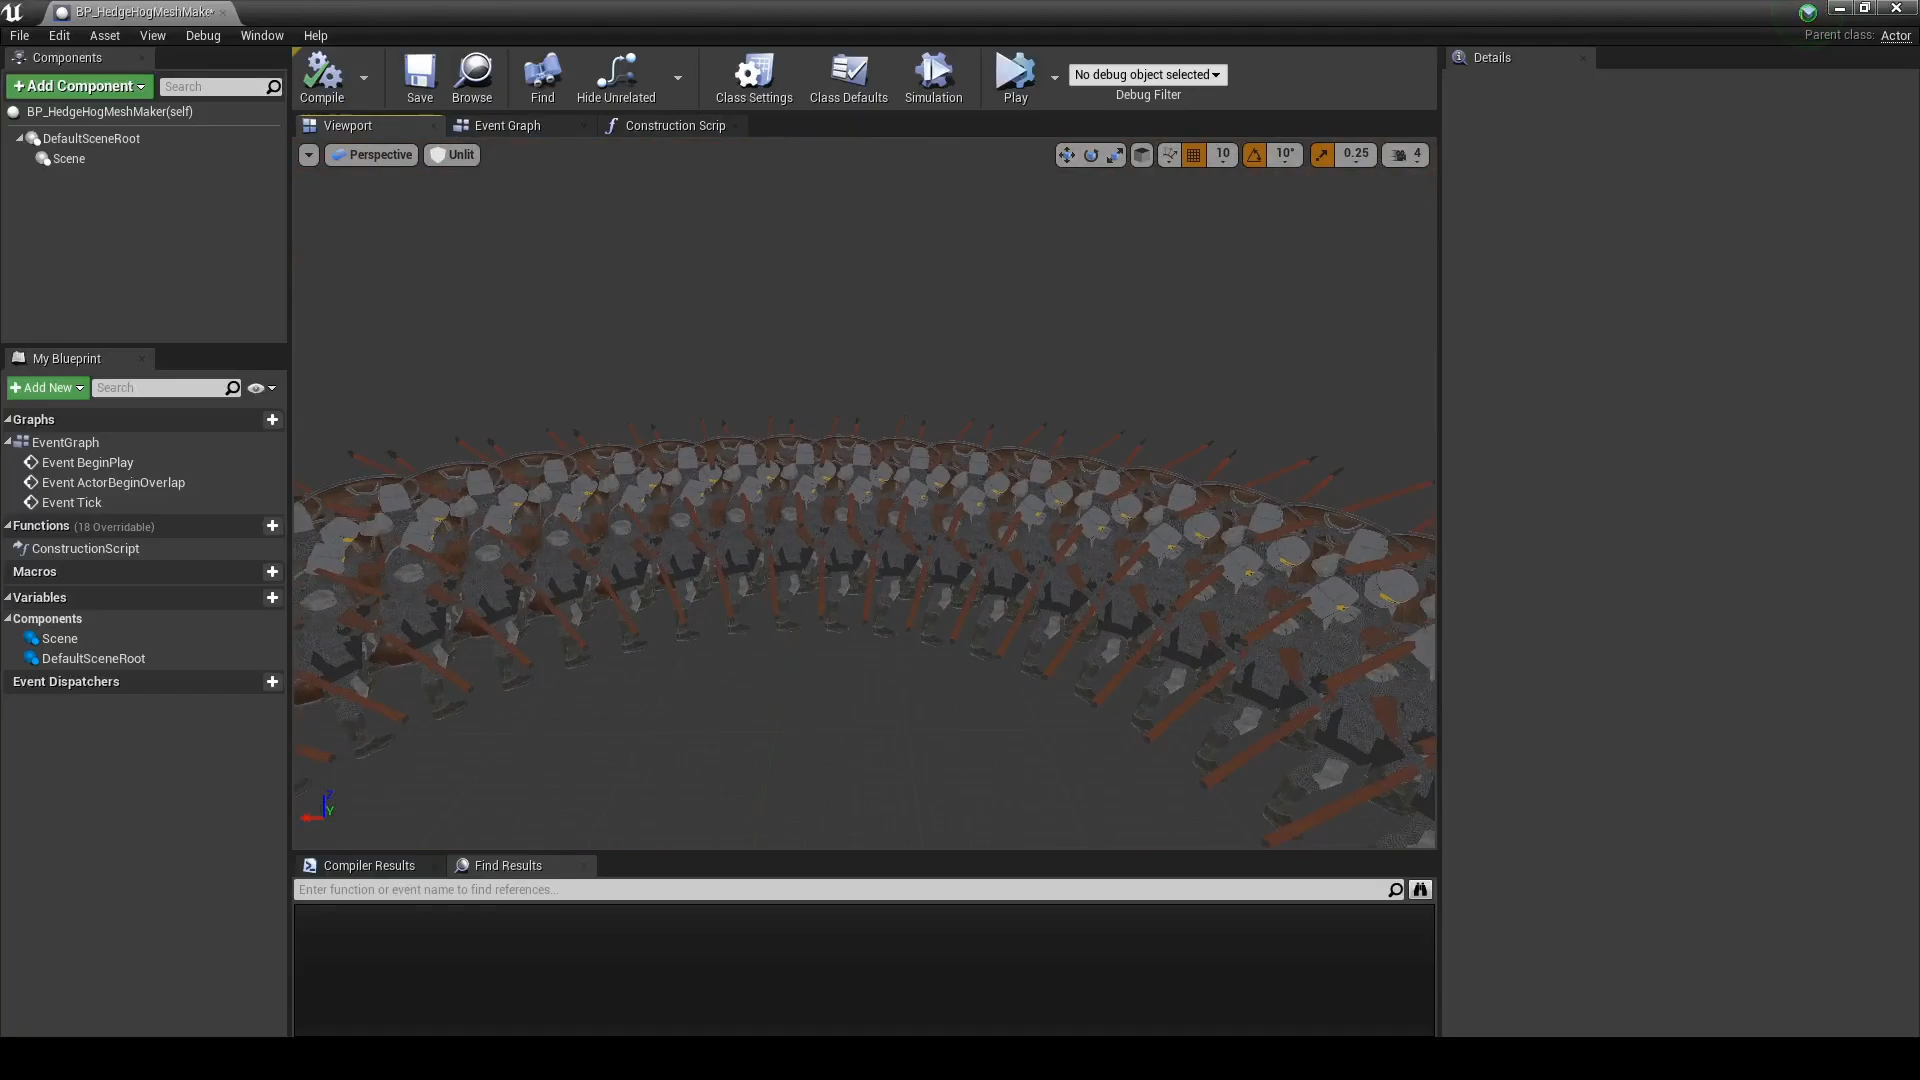 BP_HedgeHogMeshMake*
File Edit Asset View Debug Window Help
Parent class: Actor
Components
+ Add Component
Search
BP_HedgeHogMeshMaker(self)
DefaultSceneRoot
Scene
Compile
Save
Browse
Find
Hide Unrelated
Class Settings
Class Defaults
Simulation
Play
No debug object selected
Debug Filter
Details
Viewport
Event Graph
Construction Scrip
Perspective
Unlit
10
10°
0.25
4
My Blueprint
+ Add New
Search
Graphs
EventGraph
Event BeginPlay
Event ActorBeginOverlap
Event Tick
Functions (18 Overridable)
ConstructionScript
Macros
Variables
Components
Scene
DefaultSceneRoot
Event Dispatchers
Z
Y
Compiler Results
Find Results
Enter function or event name to find references...